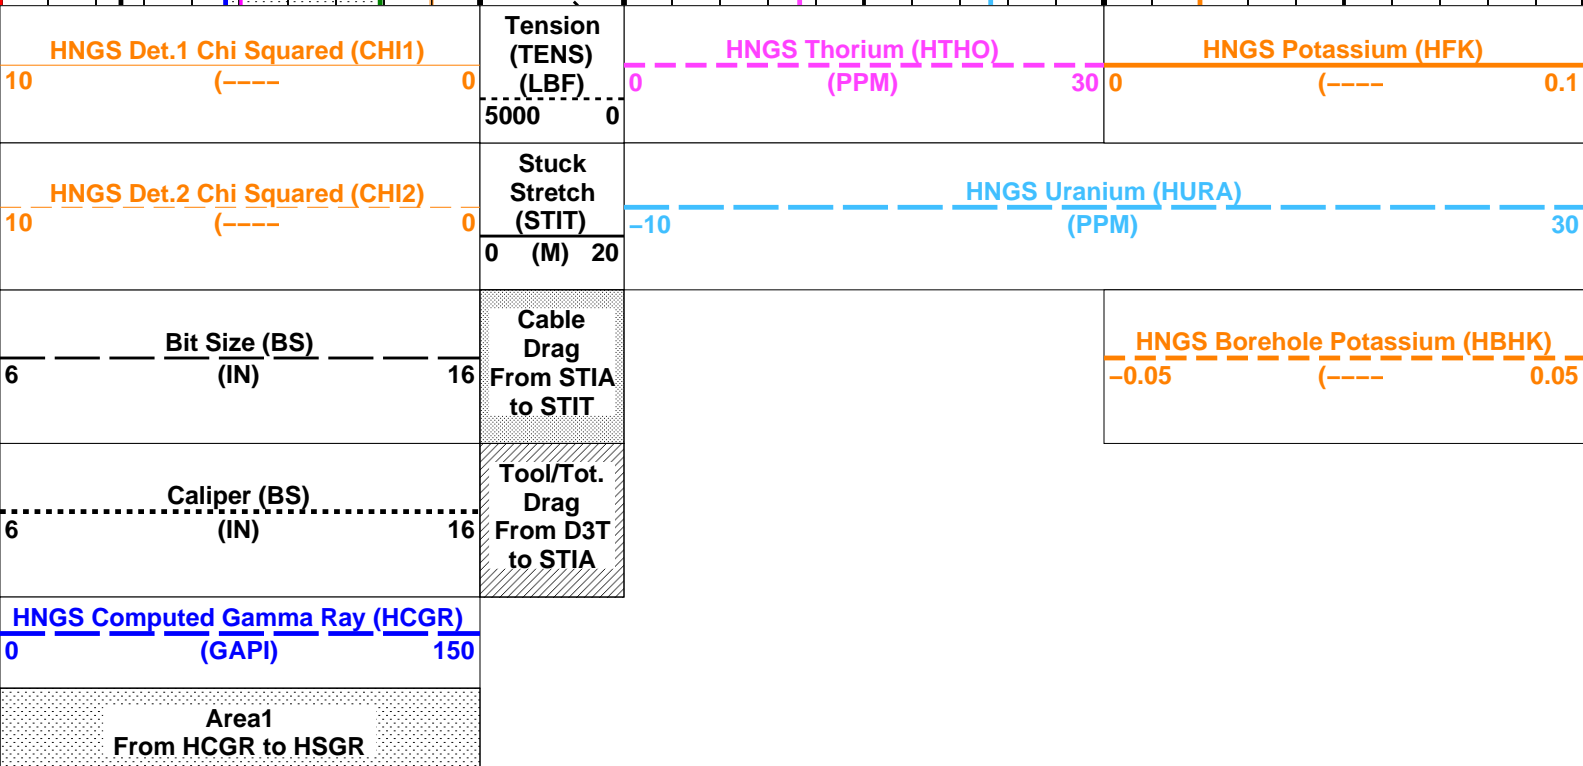 HNGS Det.1 Chi Squared (CHI1)
10 (–––– 0
Tension
(TENS)
(LBF)
5000 0
HNGS Thorium (HTHO)
0 (PPM) 30
HNGS Potassium (HFK)
0 (–––– 0.1
HNGS Det.2 Chi Squared (CHI2)
10 (–––– 0
Stuck
Stretch
(STIT)
0 (M) 20
HNGS Uranium (HURA)
–10 (PPM) 30
Bit Size (BS)
6 (IN) 16
Cable
Drag
From STIA
to STIT
HNGS Borehole Potassium (HBHK)
–0.05 (–––– 0.05
Caliper (BS)
6 (IN) 16
Tool/Tot.
Drag
From D3T
to STIA
HNGS Computed Gamma Ray (HCGR)
0 (GAPI) 150
Area1
From HCGR to HSGR